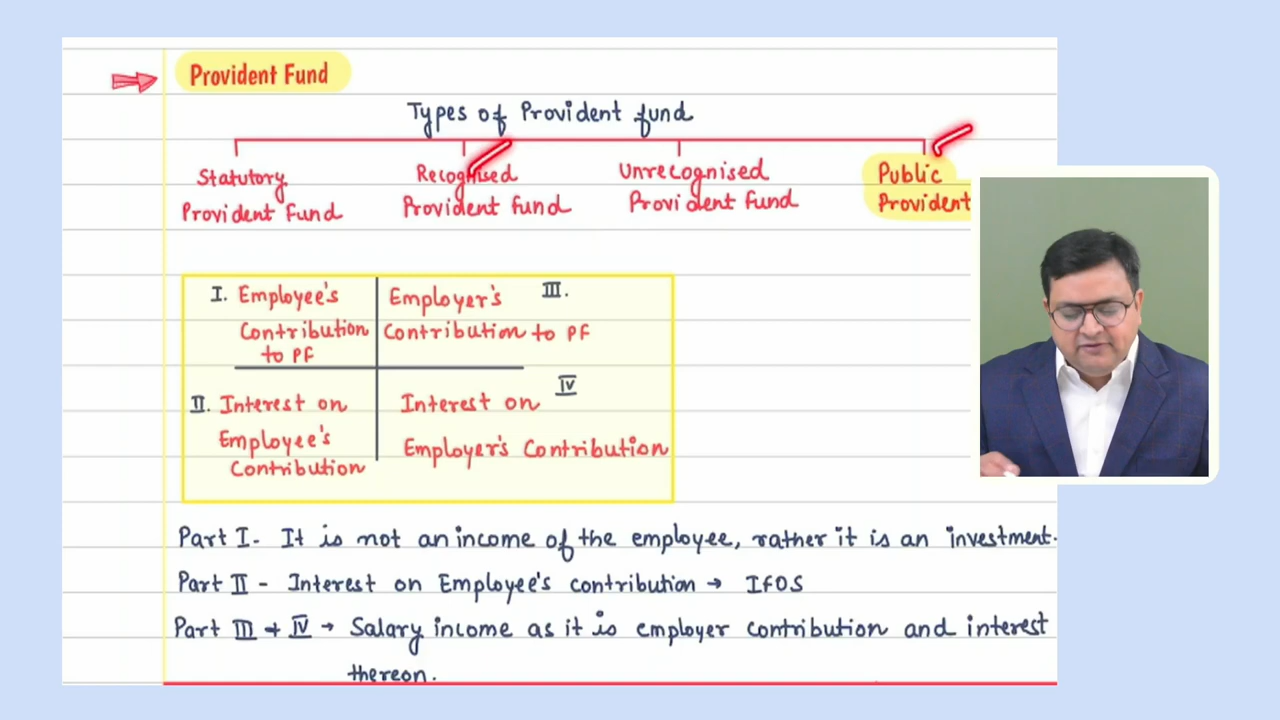 Provident Fund
Types of Provident fund
Statutory Provident Fund
Recognised Provident fund
Unrecognised Provident Fund
Public Provident
I. Employee's Contribution to PF
Employer's III.
Contribution to PF
II. Interest on Employee's Contribution
Interest on IV
Employer's Contribution
Part I - It is not an income of the employee, rather it is an investment.
Part II - Interest on Employee's contribution → IFOS
Part III + IV → Salary income as it is employer contribution and interest
thereon.